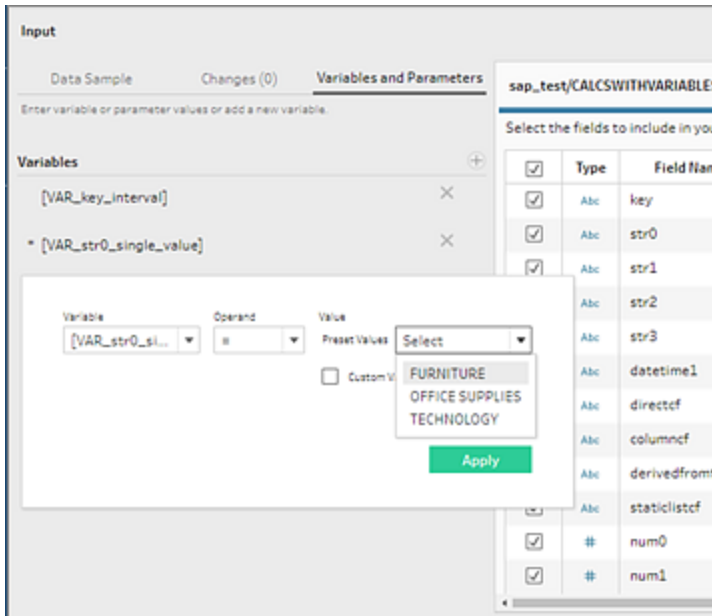 Input
Data Sample Changes (0) Variables and Parameters
Enter variable or parameter values or add a new variable.
Variables
[VAR_key_interval]
* [VAR_str0_single_value]
Variable Operand Value
[VAR_str0_si... = Preset Values Select
Custom V
FURNITURE
OFFICE SUPPLIES
TECHNOLOGY
Apply
sap_test/CALCSWITHVARIABLES
Select the fields to include in you
Type Field Nam
Abc key
Abc str0
Abc str1
Abc str2
Abc str3
Abc datetime1
Abc directcf
Abc columncf
Abc derivedfromt
Abc staticlistcf
# num0
# num1